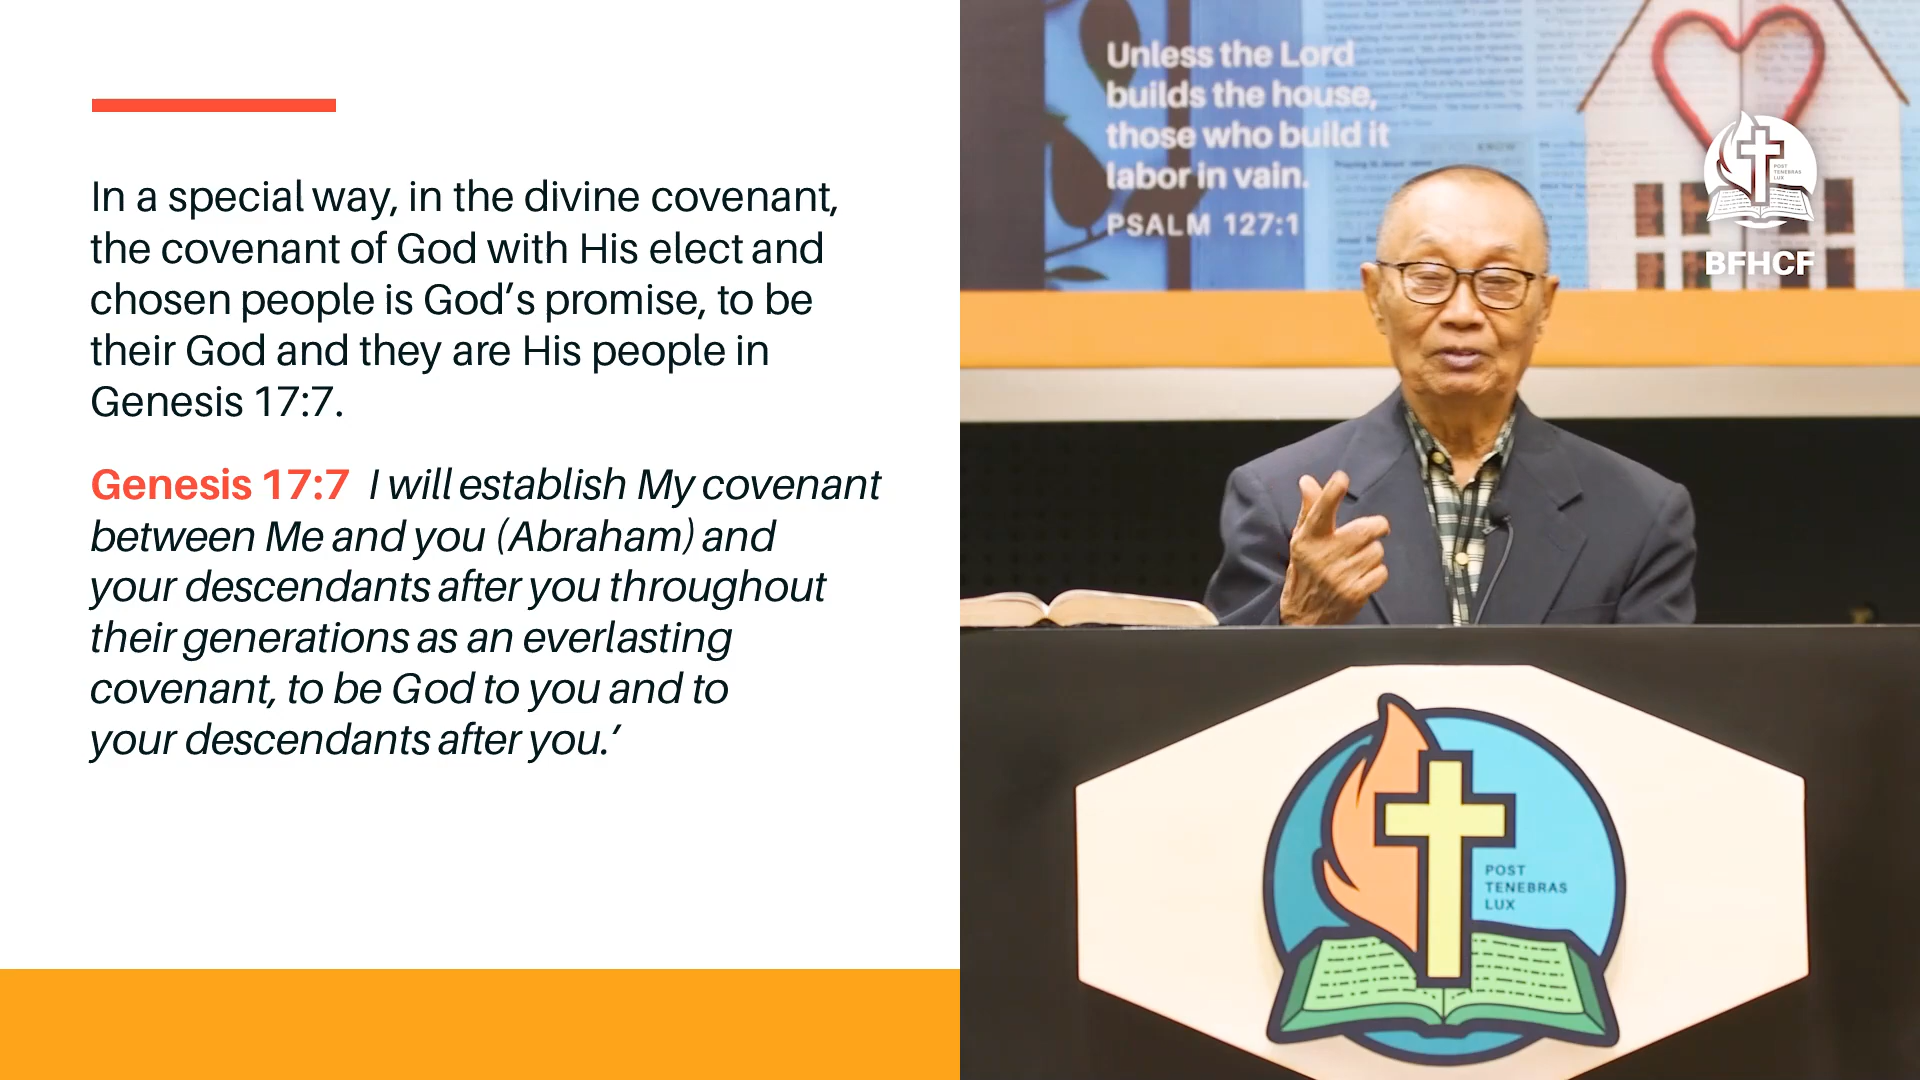 In a special way, in the divine covenant,
the covenant of God with His elect and
chosen people is God’s promise, to be
their God and they are His people in
Genesis 17:7.
Genesis 17:7 I will establish My covenant
between Me and you (Abraham) and
your descendants after you throughout
their generations as an everlasting
covenant, to be God to you and to
your descendants after you.’
Unless the Lord
builds the house,
those who build it
labor in vain.
PSALM 127:1
POST
TENEBRAS
LUX
BFHCF
POST
TENEBRAS
LUX